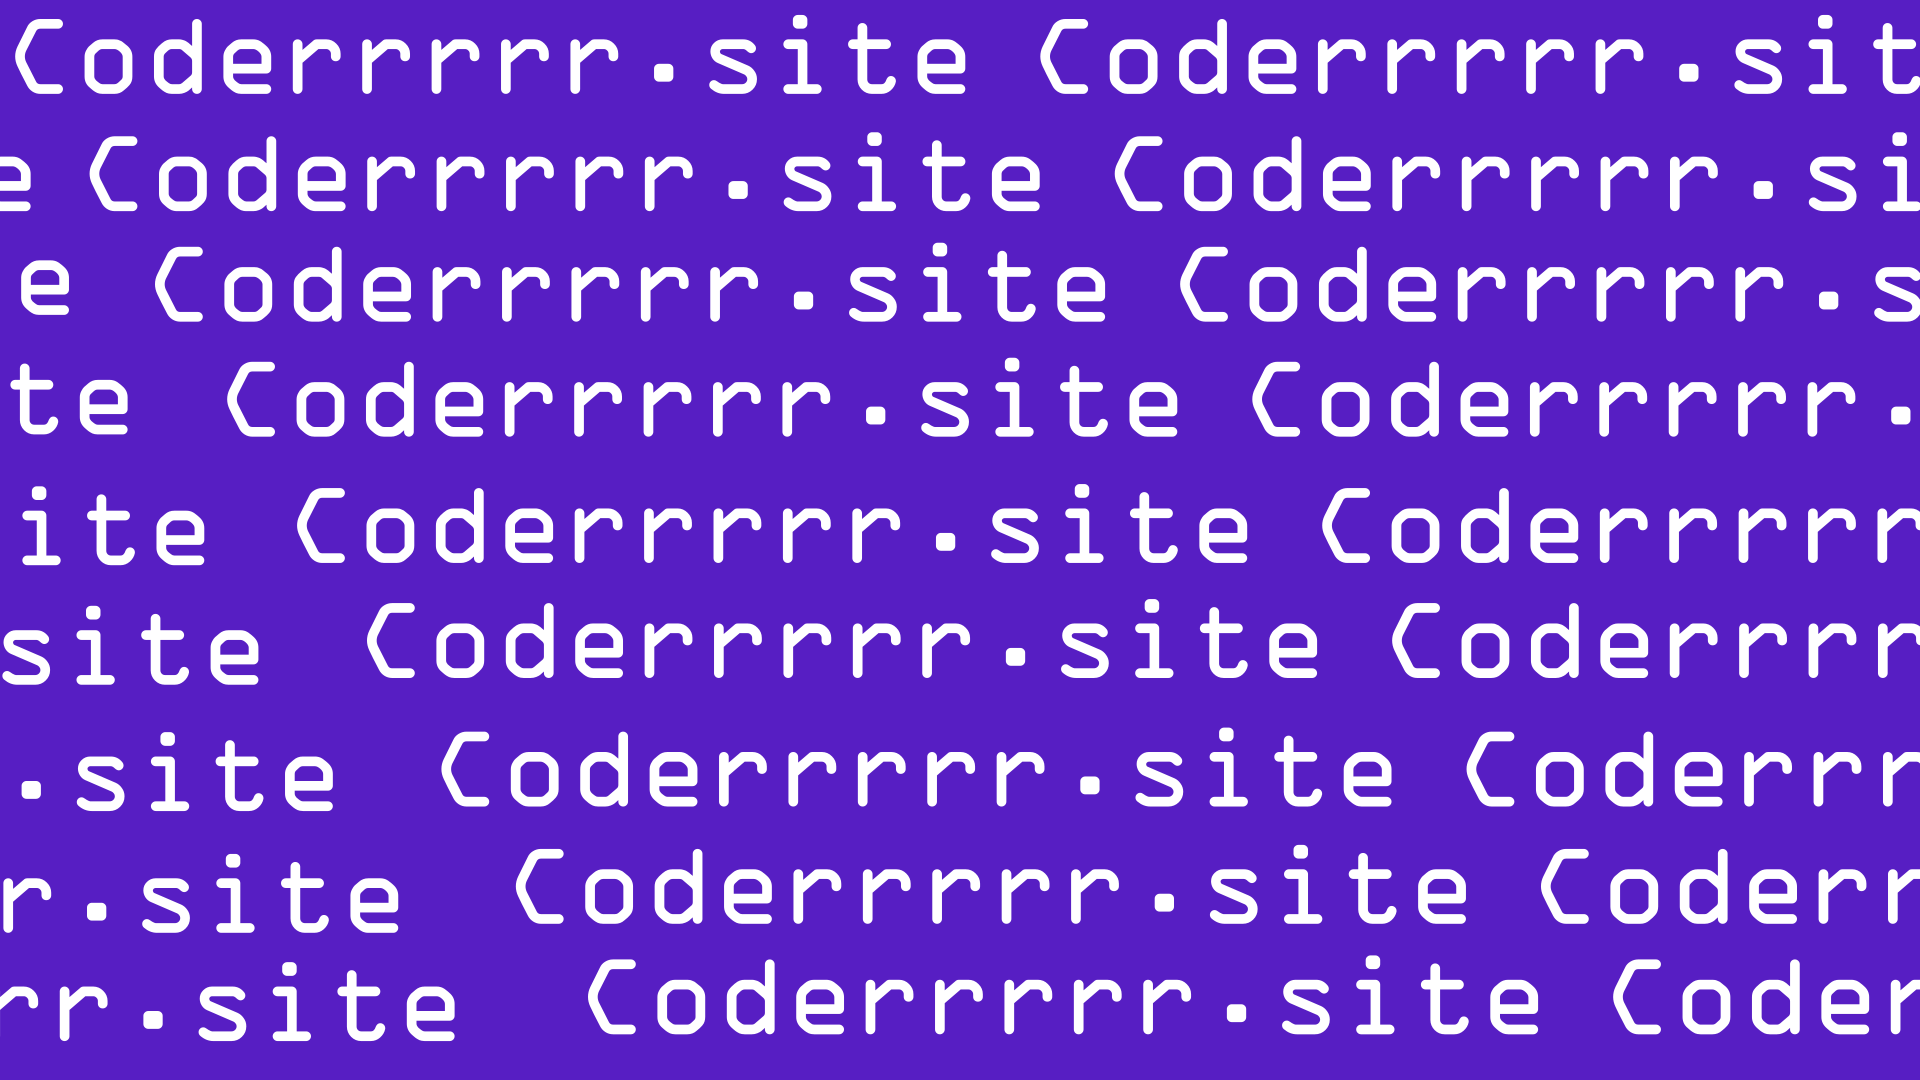 Coderrrrr.site Coderrrrr.sit
e Coderrrrr.site Coderrrrr.si
e Coderrrrr.site Coderrrrr.s
te Coderrrrr.site Coderrrrr.
ite Coderrrrr.site Coderrrrr
site Coderrrrr.site Coderrrr
.site Coderrrrr.site Coderrr
r.site Coderrrrr.site Coderr
rr.site Coderrrrr.site Coder